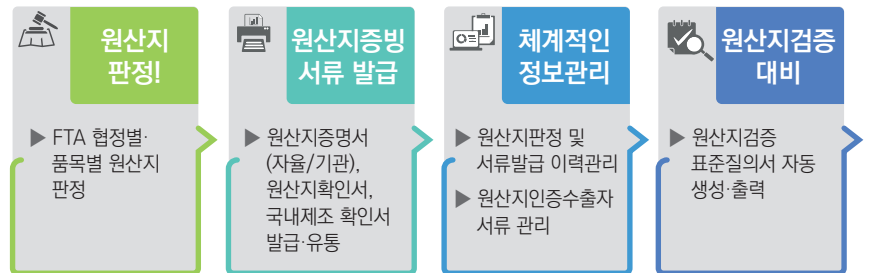 원산지
판정!
▶ FTA 협정별·
품목별 원산지
판정
원산지증빙
서류 발급
▶ 원산지증명서
(자율/기관),
원산지확인서,
국내제조 확인서
발급·유통
체계적인
정보관리
▶ 원산지판정 및
서류발급 이력관리
▶ 원산지인증수출자
서류 관리
원산지검증
대비
▶ 원산지검증
표준질의서 자동
생성·출력